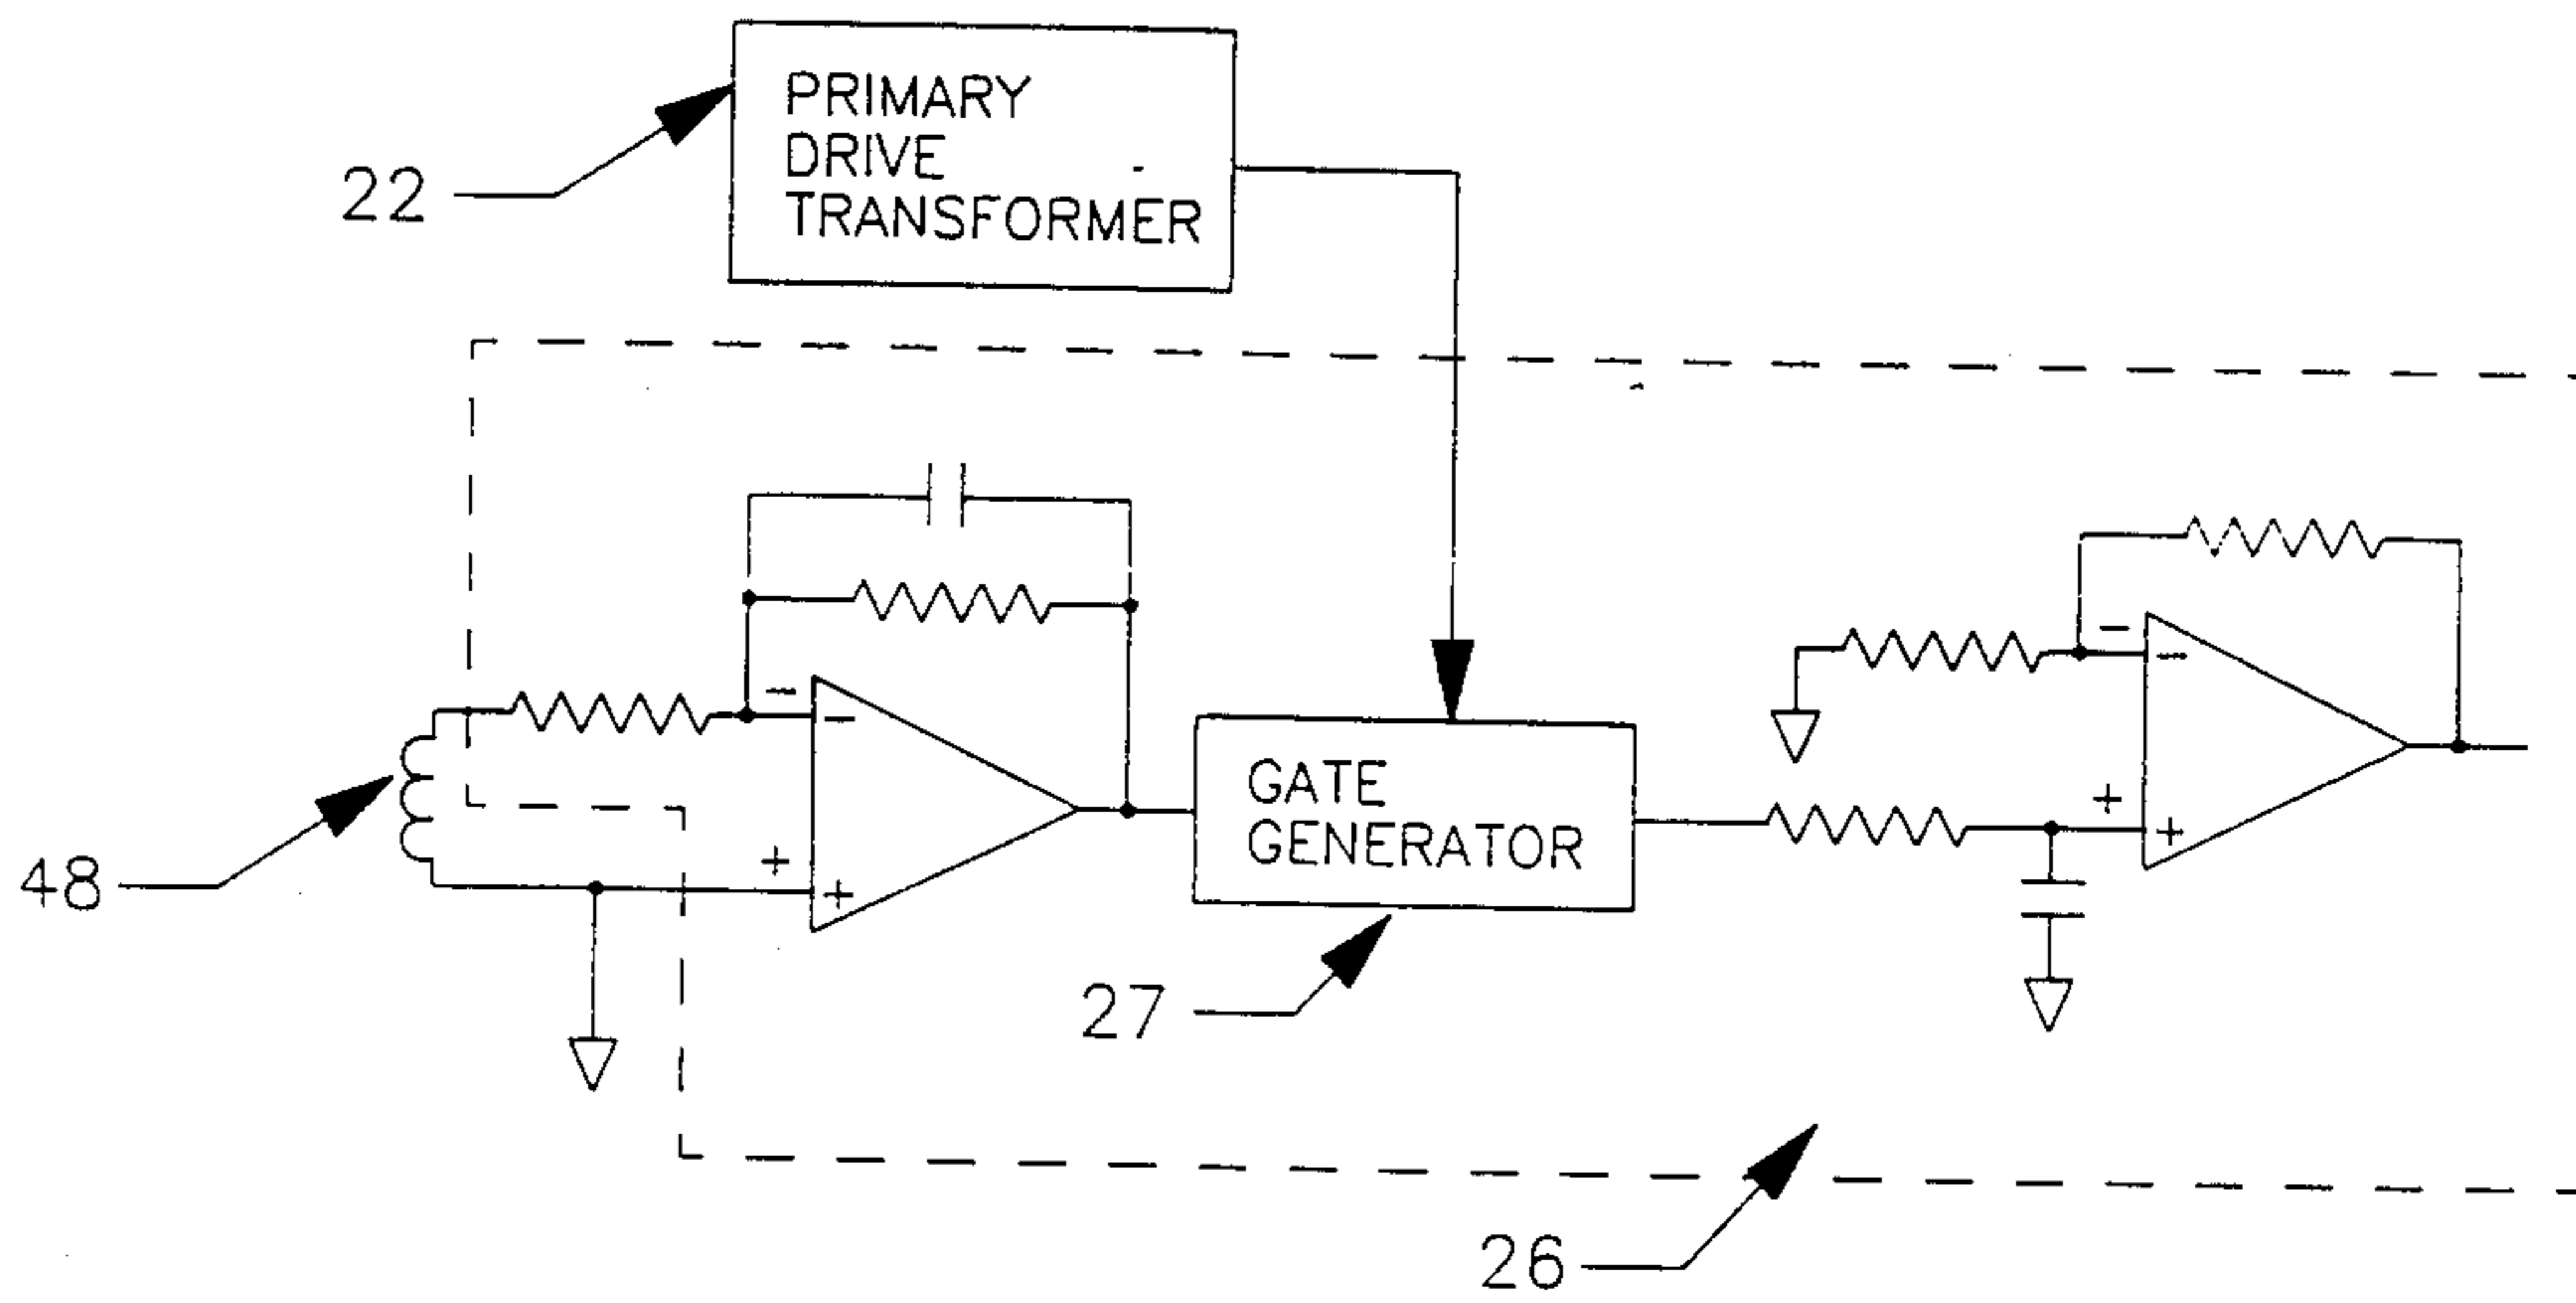 PRIMARY
DRIVE
TRANSFORMER
22
48
- 
-
+
+
GATE
GENERATOR
27
-
-
+
+
26